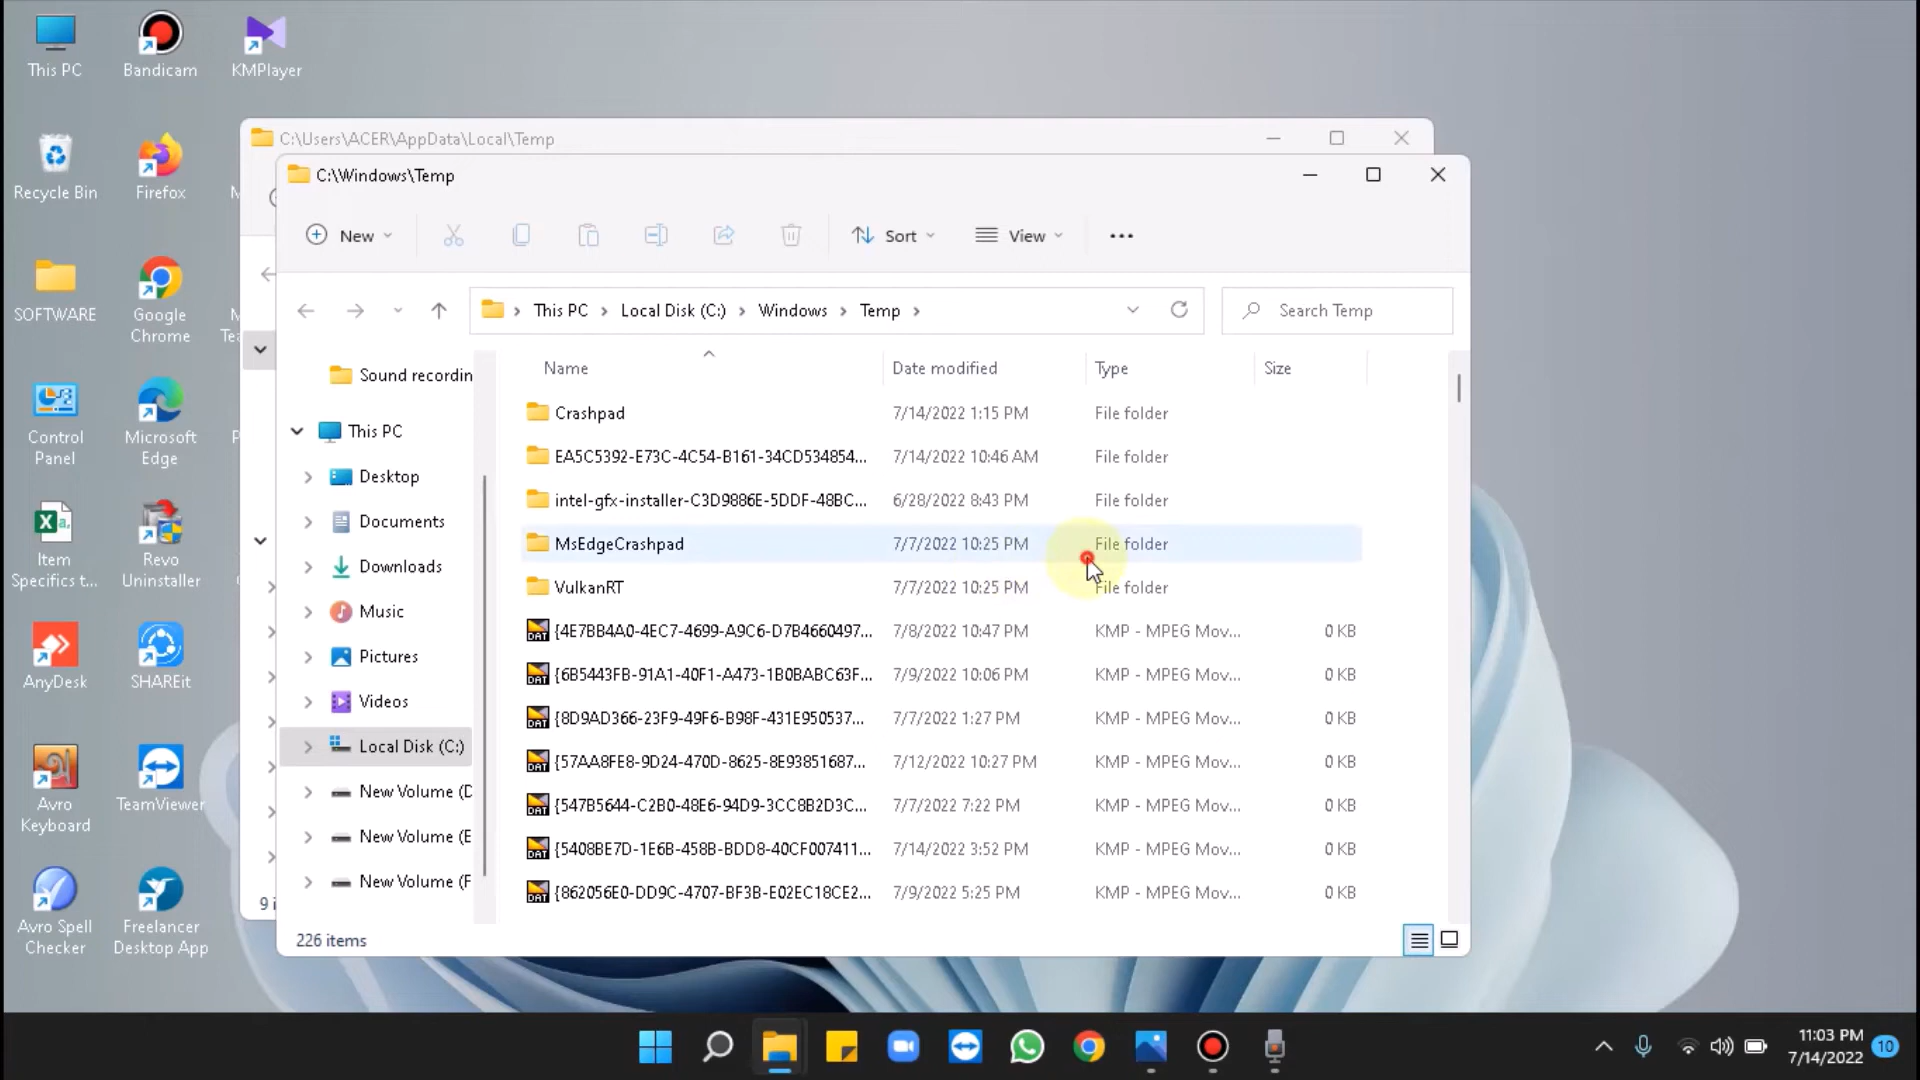 This PC
Bandicam
KMPlayer
Recycle Bin
Firefox
SOFTWARE
Google
Chrome
Control
Panel
Microsoft
Edge
Item
Specifics t...
Revo
Uninstaller
AnyDesk
SHAREit
Avro
Keyboard
TeamViewer
Avro Spell
Checker
Freelancer
Desktop App
C:\Users\ACER\AppData\Local\Temp
C:\Windows\Temp
New
Sort
View
This PC
Local Disk (C:)
Windows
Temp
Search Temp
Sound recordin
This PC
Desktop
Documents
Downloads
Music
Pictures
Videos
Local Disk (C:)
New Volume (D
New Volume (E
New Volume (F
Name Date modified Type Size
Crashpad 7/14/2022 1:15 PM File folder
EA5C5392-E73C-4C54-B161-34CD534854... 7/14/2022 10:46 AM File folder
intel-gfx-installer-C3D9886E-5DDF-48BC... 6/28/2022 8:43 PM File folder
MsEdgeCrashpad 7/7/2022 10:25 PM File folder
VulkanRT 7/7/2022 10:25 PM File folder
{4E7BB4A0-4EC7-4699-A9C6-D7B4660497... 7/8/2022 10:47 PM KMP - MPEG Mov... 0 KB
{6B5443FB-91A1-40F1-A473-1B0BABC63F... 7/9/2022 10:06 PM KMP - MPEG Mov... 0 KB
{8D9AD366-23F9-49F6-B98F-431E950537... 7/7/2022 1:27 PM KMP - MPEG Mov... 0 KB
{57AA8FE8-9D24-470D-8625-8E93851687... 7/12/2022 10:27 PM KMP - MPEG Mov... 0 KB
{547B5644-C2B0-48E6-94D9-3CC8B2D3C... 7/7/2022 7:22 PM KMP - MPEG Mov... 0 KB
{5408BE7D-1E6B-458B-BDD8-40CF007411... 7/14/2022 3:52 PM KMP - MPEG Mov... 0 KB
{862056E0-DD9C-4707-BF3B-E02EC18CE2... 7/9/2022 5:25 PM KMP - MPEG Mov... 0 KB
9 i
226 items
11:03 PM
7/14/2022
10